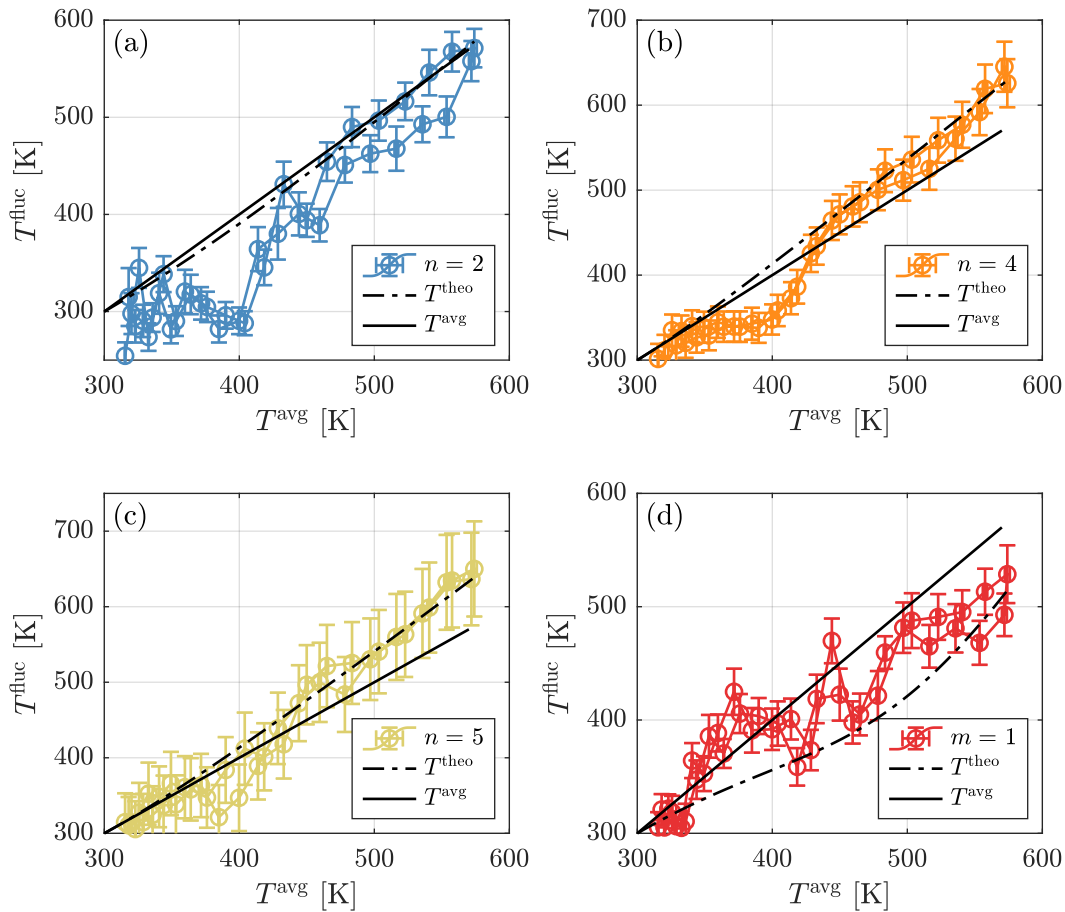 (a)
600
500
400
300
T^fluc [K]
n = 2
T^theo
T^avg
300 400 500 600
T^avg [K]
(b)
700
600
500
400
300
T^fluc [K]
n = 4
T^theo
T^avg
300 400 500 600
T^avg [K]
(c)
700
600
500
400
300
T^fluc [K]
n = 5
T^theo
T^avg
300 400 500 600
T^avg [K]
(d)
600
500
400
300
T^fluc [K]
m = 1
T^theo
T^avg
300 400 500 600
T^avg [K]